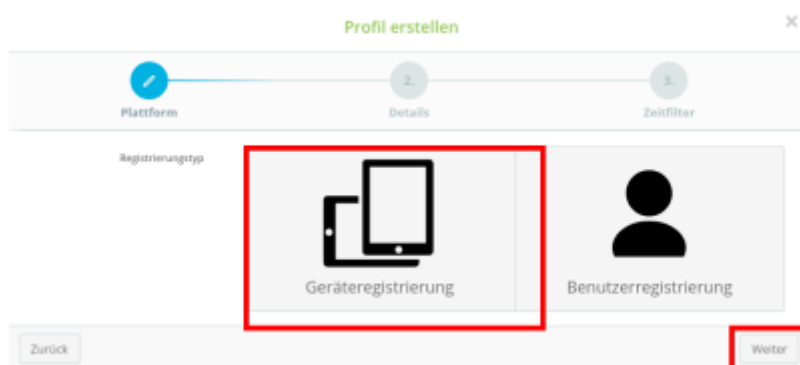 Profil erstellen
×
2.
3.
Plattform
Details
Zeitfilter
Registrierungstyp
Geräteregistrierung
Benutzerregistrierung
Zurück
Weiter